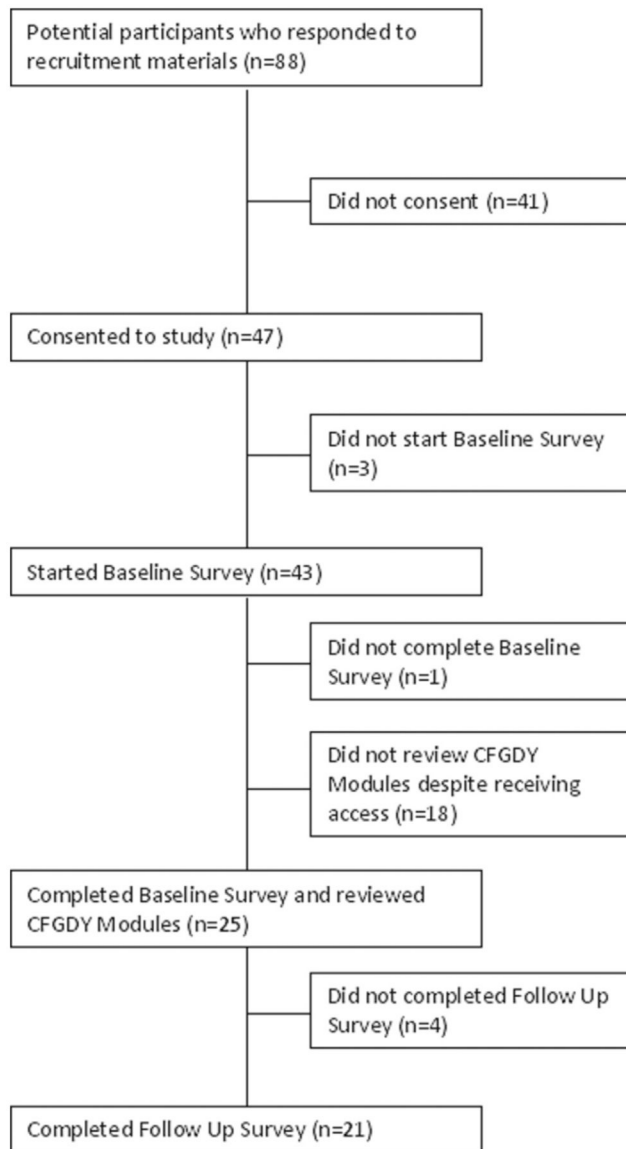 Potential participants who responded to
recruitment materials (n=88)
Did not consent (n=41)
Consented to study (n=47)
Did not start Baseline Survey
(n=3)
Started Baseline Survey (n=43)
Did not complete Baseline
Survey (n=1)
Did not review CFGDY
Modules despite receiving
access (n=18)
Completed Baseline Survey and reviewed
CFGDY Modules (n=25)
Did not completed Follow Up
Survey (n=4)
Completed Follow Up Survey (n=21)